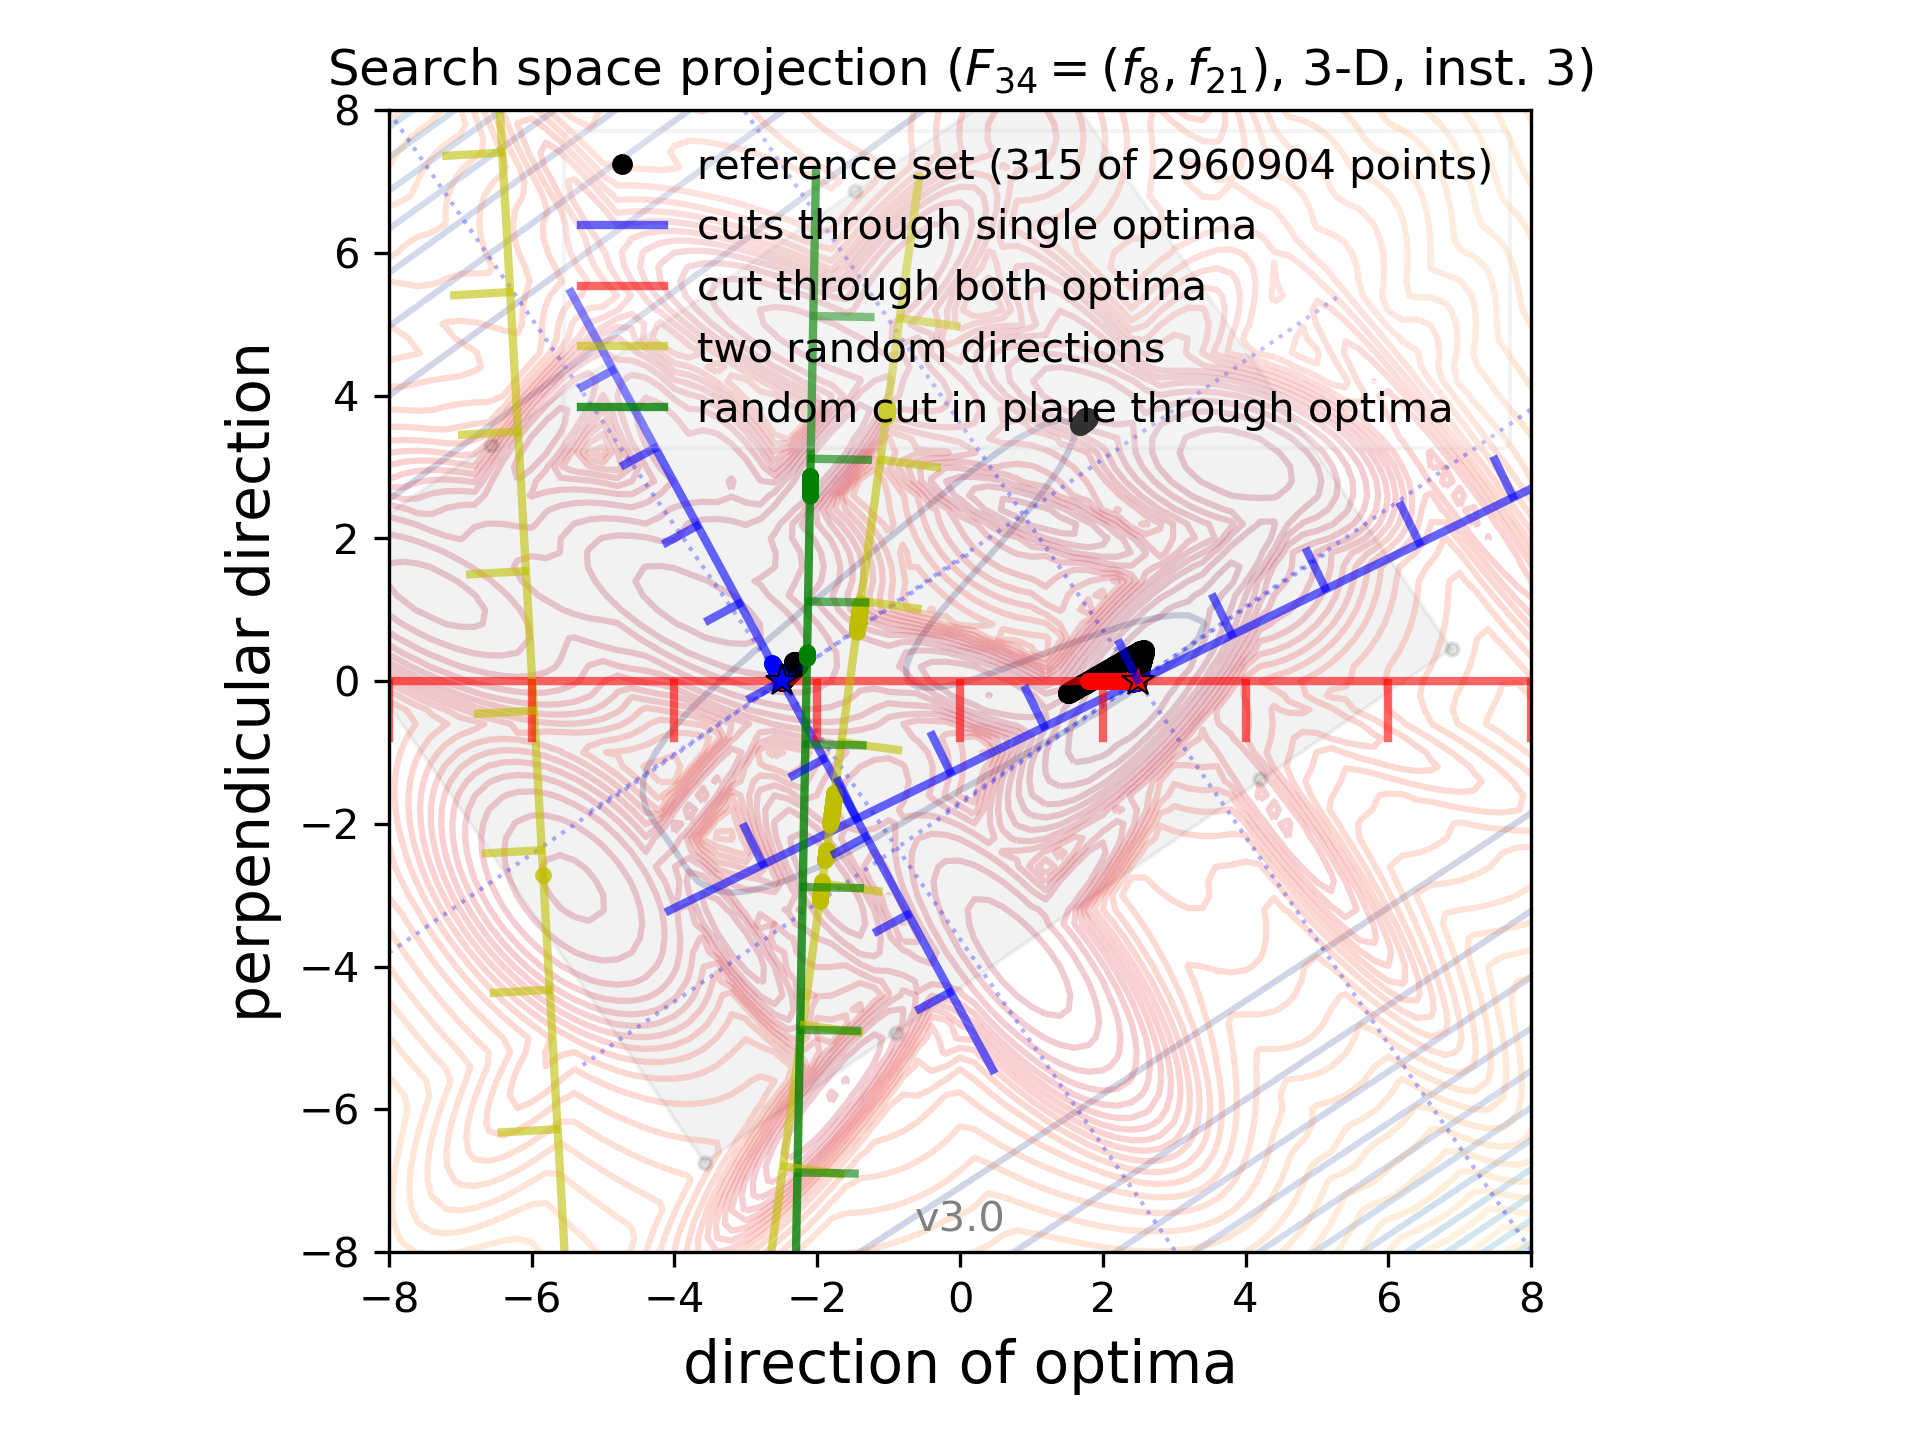 Search space projection (F₃₄ = (f₈, f₂₁), 3-D, inst. 3)
reference set (315 of 2960904 points)
cuts through single optima
cut through both optima
two random directions
random cut in plane through optima
8
6
4
2
0
−2
−4
−6
−8
perpendicular direction
v3.0
−8 −6 −4 −2 0 2 4 6 8
direction of optima